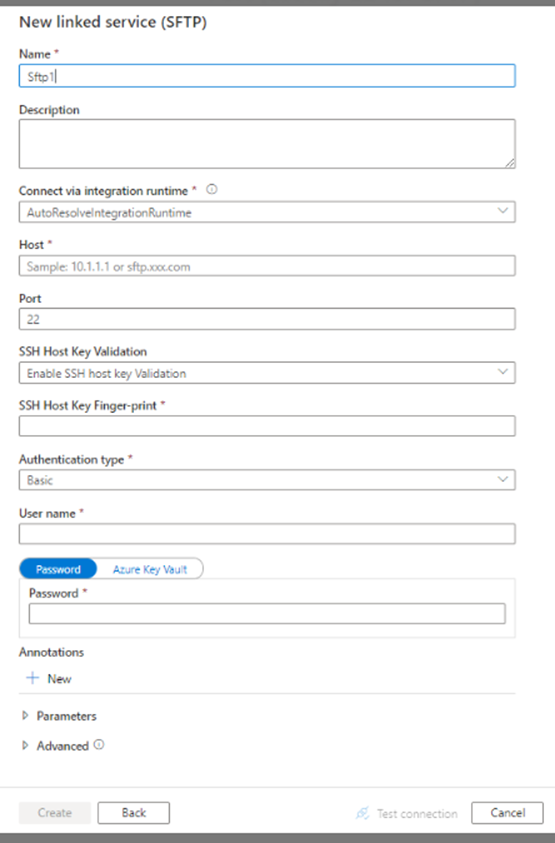 New linked service (SFTP)
Name *
Sftp1
Description
Connect via integration runtime *
AutoResolveIntegrationRuntime
Host *
Sample: 10.1.1.1 or sftp.xxx.com
Port
22
SSH Host Key Validation
Enable SSH host key Validation
SSH Host Key Finger-print *
Authentication type *
Basic
User name *
Password Azure Key Vault
Password *
Annotations
New
Parameters
Advanced
Create Back Test connection Cancel